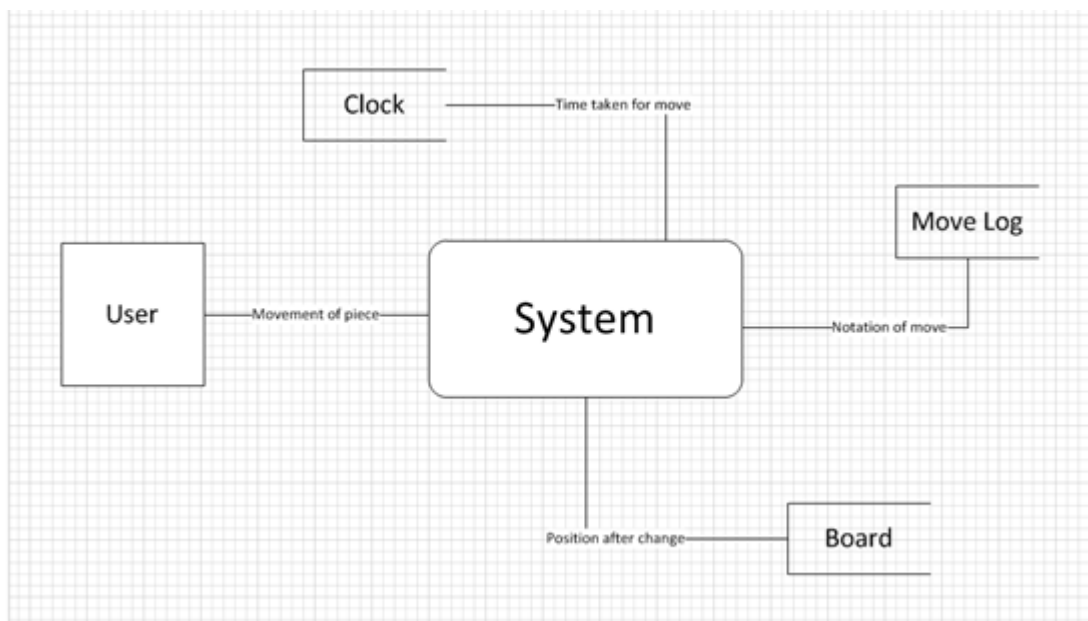 Clock
Time taken for move
Move Log
User
Movement of piece
System
Notation of move
Position after change
Board